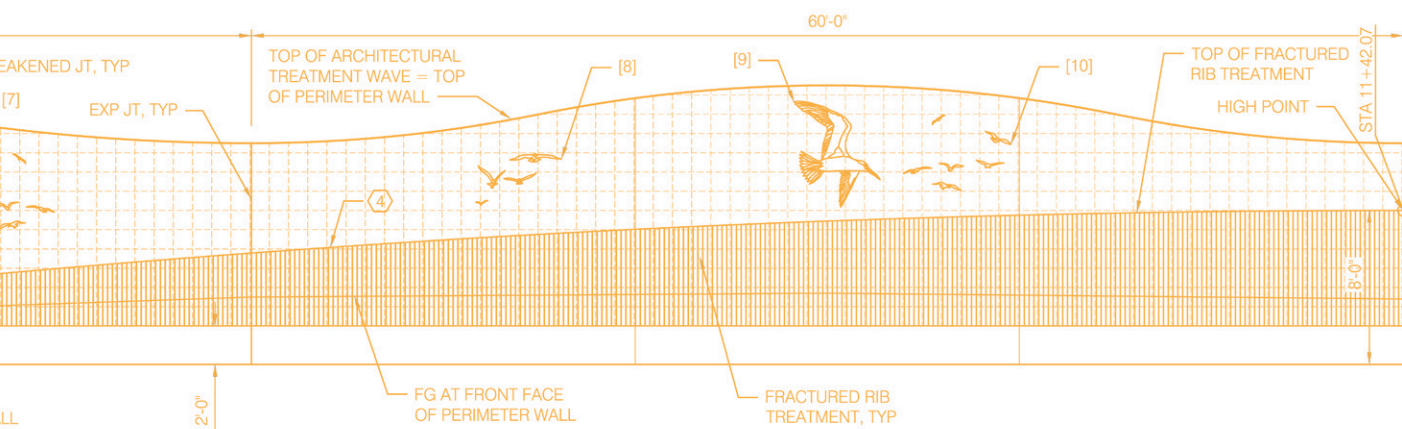 60'-0"
EAKENED JT, TYP
[7]
EXP JT, TYP
TOP OF ARCHITECTURAL
TREATMENT WAVE = TOP
OF PERIMETER WALL
[8]
[9]
[10]
TOP OF FRACTURED
RIB TREATMENT
HIGH POINT
STA 11+42.07
4
8'-0"
2'-0"
FG AT FRONT FACE
OF PERIMETER WALL
FRACTURED RIB
TREATMENT, TYP
ALL